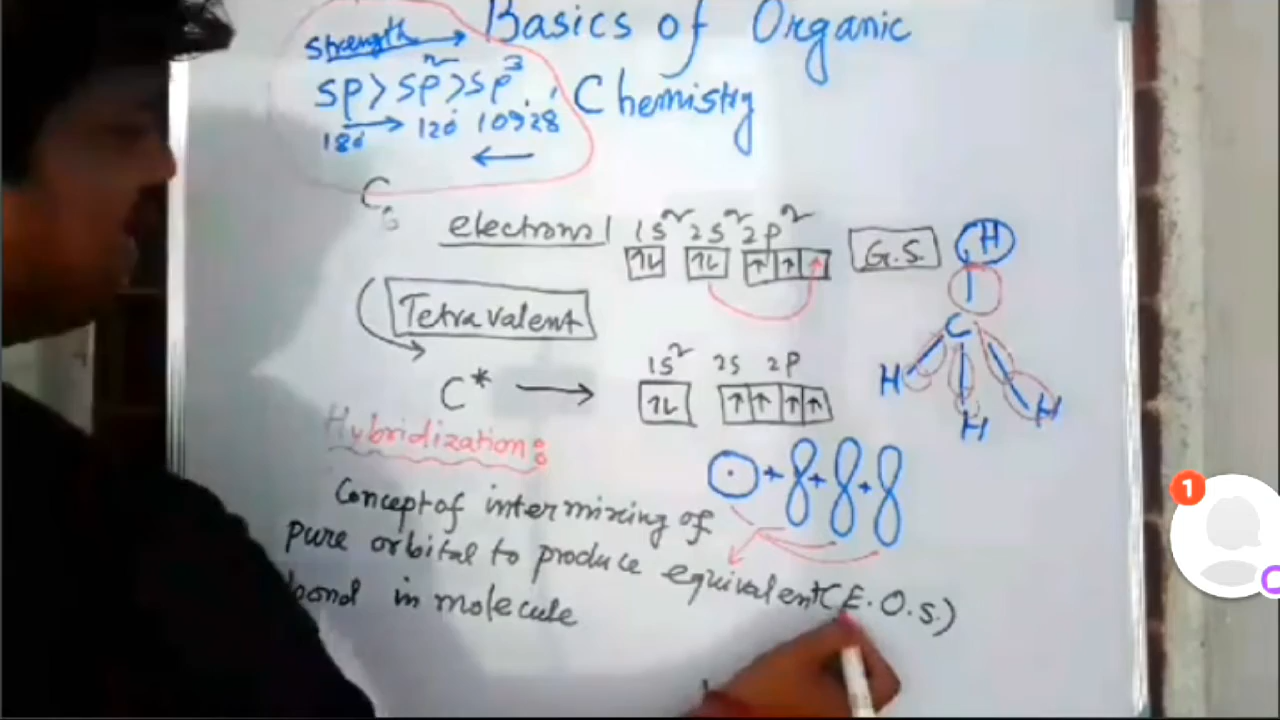 Basics of Organic
Chemistry
Strength →
sp > sp² > sp³
180° → 120° 109°28'
←
C₆
electrons
1s² 2s² 2p²
G.S.
Tetravalent
C* →
1s² 2s 2p
H
C
H
H
H
Hybridization:
Concept of intermixing of
pure orbital to produce equivalent (E.O.S.)
bond in molecule
1